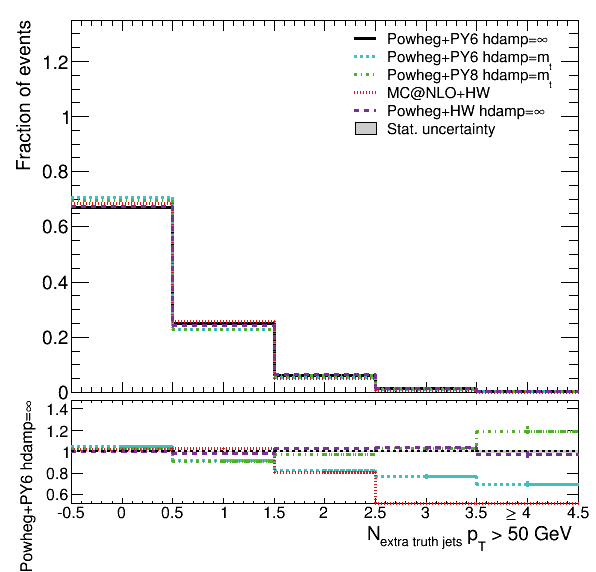 Fraction of events
1.2
1
0.8
0.6
0.4
0.2
0
Powheg+PY6 hdamp=∞
Powheg+PY6 hdamp=m_t
Powheg+PY8 hdamp=m_t
MC@NLO+HW
Powheg+HW hdamp=∞
Stat. uncertainty
Powheg+PY6 hdamp=∞
1.4
1.2
1
0.8
0.6
-0.5 0 0.5 1 1.5 2 2.5 3 3.5 ≥ 4 4.5
N_extra truth jets p_T > 50 GeV